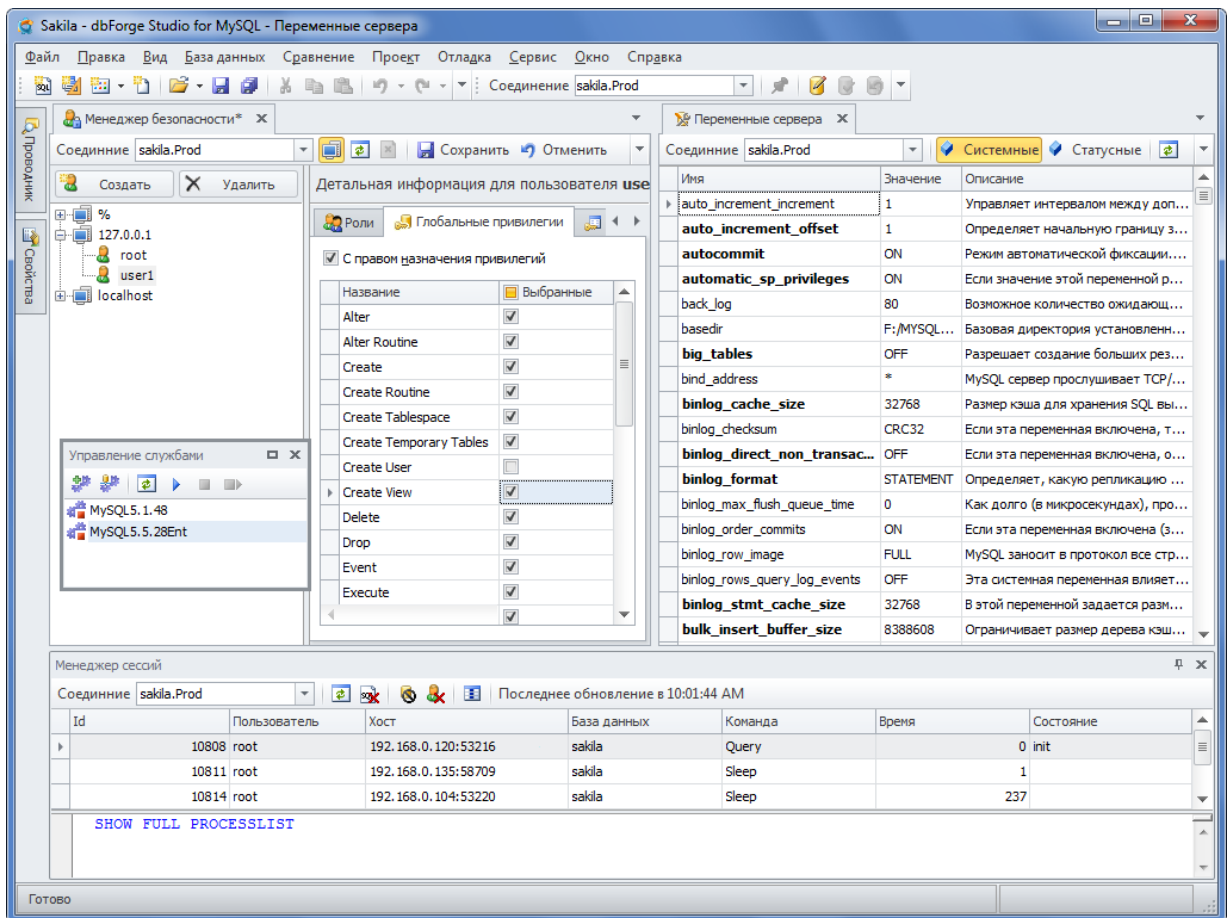 Sakila - dbForge Studio for MySQL - Переменные сервера
Файл Правка Вид База данных Сравнение Проект Отладка Сервис Окно Справка
Соединение sakila.Prod
Проводник
Свойства
Менеджер безопасности*
Соединние sakila.Prod Сохранить Отменить
Создать Удалить
%
127.0.0.1
root
user1
localhost
Управление службами
MySQL5.1.48
MySQL5.5.28Ent
Детальная информация для пользователя use
Роли Глобальные привилегии
С правом назначения привилегий
Название Выбранные
Alter
Alter Routine
Create
Create Routine
Create Tablespace
Create Temporary Tables
Create User
Create View
Delete
Drop
Event
Execute
Переменные сервера
Соединние sakila.Prod Системные Статусные
Имя Значение Описание
auto_increment_increment 1 Управляет интервалом между доп...
auto_increment_offset 1 Определяет начальную границу з...
autocommit ON Режим автоматической фиксации....
automatic_sp_privileges ON Если значение этой переменной р...
back_log 80 Возможное количество ожидающ...
basedir F:/MYSQL... Базовая директория установленн...
big_tables OFF Разрешает создание больших рез...
bind_address * MySQL сервер прослушивает TCP/...
binlog_cache_size 32768 Размер кэша для хранения SQL вы...
binlog_checksum CRC32 Если эта переменная включена, т...
binlog_direct_non_transac... OFF Если эта переменная включена, о...
binlog_format STATEMENT Определяет, какую репликацию ...
binlog_max_flush_queue_time 0 Как долго (в микросекундах), про...
binlog_order_commits ON Если эта переменная включена (з...
binlog_row_image FULL MySQL заносит в протокол все стр...
binlog_rows_query_log_events OFF Эта системная переменная влияет...
binlog_stmt_cache_size 32768 В этой переменной задается разм...
bulk_insert_buffer_size 8388608 Ограничивает размер дерева кэш...
Менеджер сессий
Соединние sakila.Prod Последнее обновление в 10:01:44 AM
Id Пользователь Хост База данных Команда Время Состояние
10808 root 192.168.0.120:53216 sakila Query 0 init
10811 root 192.168.0.135:58709 sakila Sleep 1
10814 root 192.168.0.104:53220 sakila Sleep 237
SHOW FULL PROCESSLIST
Готово